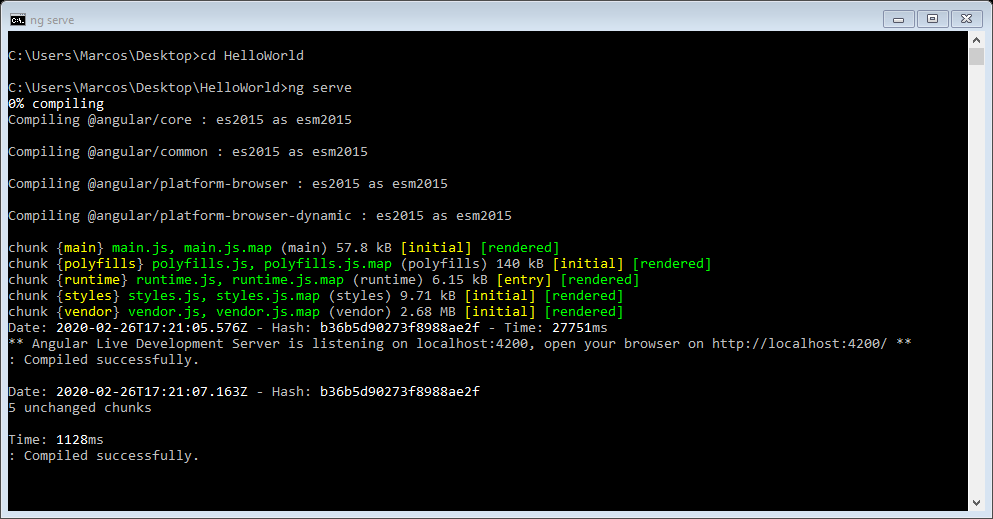 ng serve
C:\Users\Marcos\Desktop>cd HelloWorld
C:\Users\Marcos\Desktop\HelloWorld>ng serve
0% compiling
Compiling @angular/core : es2015 as esm2015
Compiling @angular/common : es2015 as esm2015
Compiling @angular/platform-browser : es2015 as esm2015
Compiling @angular/platform-browser-dynamic : es2015 as esm2015
chunk {main} main.js, main.js.map (main) 57.8 kB [initial] [rendered]
chunk {polyfills} polyfills.js, polyfills.js.map (polyfills) 140 kB [initial] [rendered]
chunk {runtime} runtime.js, runtime.js.map (runtime) 6.15 kB [entry] [rendered]
chunk {styles} styles.js, styles.js.map (styles) 9.71 kB [initial] [rendered]
chunk {vendor} vendor.js, vendor.js.map (vendor) 2.68 MB [initial] [rendered]
Date: 2020-02-26T17:21:05.576Z - Hash: b36b5d90273f8988ae2f - Time: 27751ms
** Angular Live Development Server is listening on localhost:4200, open your browser on http://localhost:4200/ **
: Compiled successfully.
Date: 2020-02-26T17:21:07.163Z - Hash: b36b5d90273f8988ae2f
5 unchanged chunks
Time: 1128ms
: Compiled successfully.